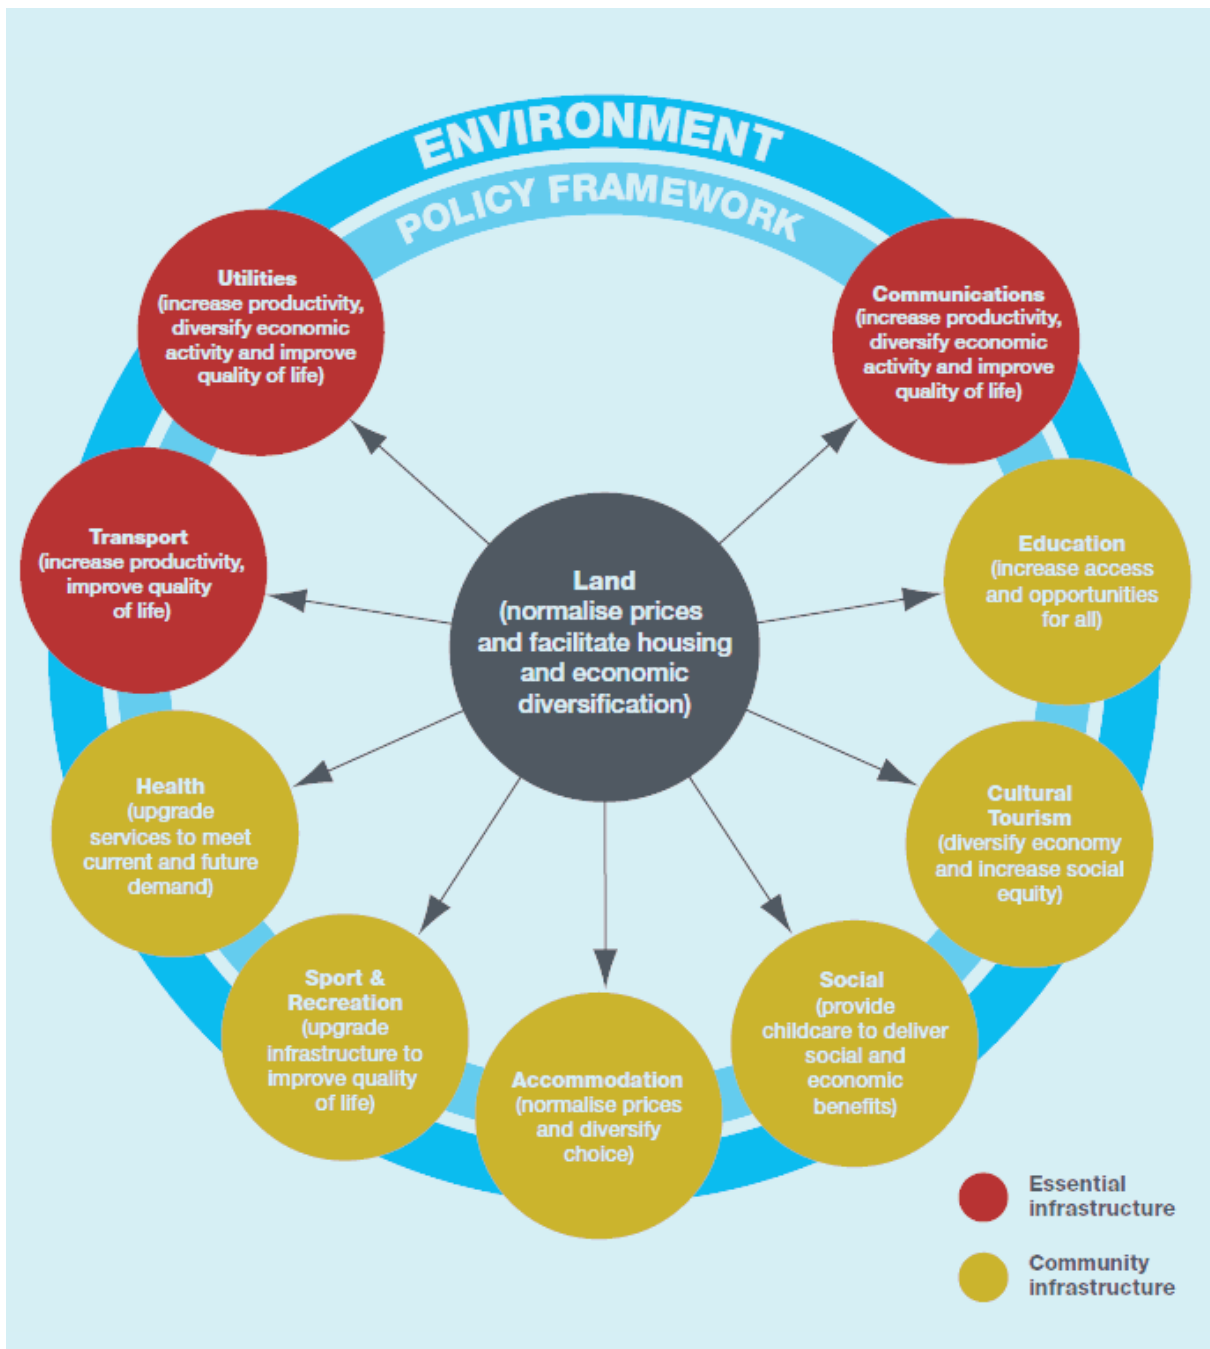 ENVIRONMENT
POLICY FRAMEWORK
Utilities
(increase productivity,
diversify economic
activity and improve
quality of life)
Communications
(increase productivity,
diversify economic
activity and improve
quality of life)
Transport
(increase productivity,
improve quality
of life)
Land
(normalise prices
and facilitate housing
and economic
diversification)
Education
(increase access
and opportunities
for all)
Health
(upgrade
services to meet
current and future
demand)
Cultural
Tourism
(diversify economy
and increase social
equity)
Sport &
Recreation
(upgrade
infrastructure to
improve quality
of life)
Accommodation
(normalise prices
and diversify
choice)
Social
(provide
childcare to deliver
social and
economic
benefits)
Essential
infrastructure
Community
infrastructure